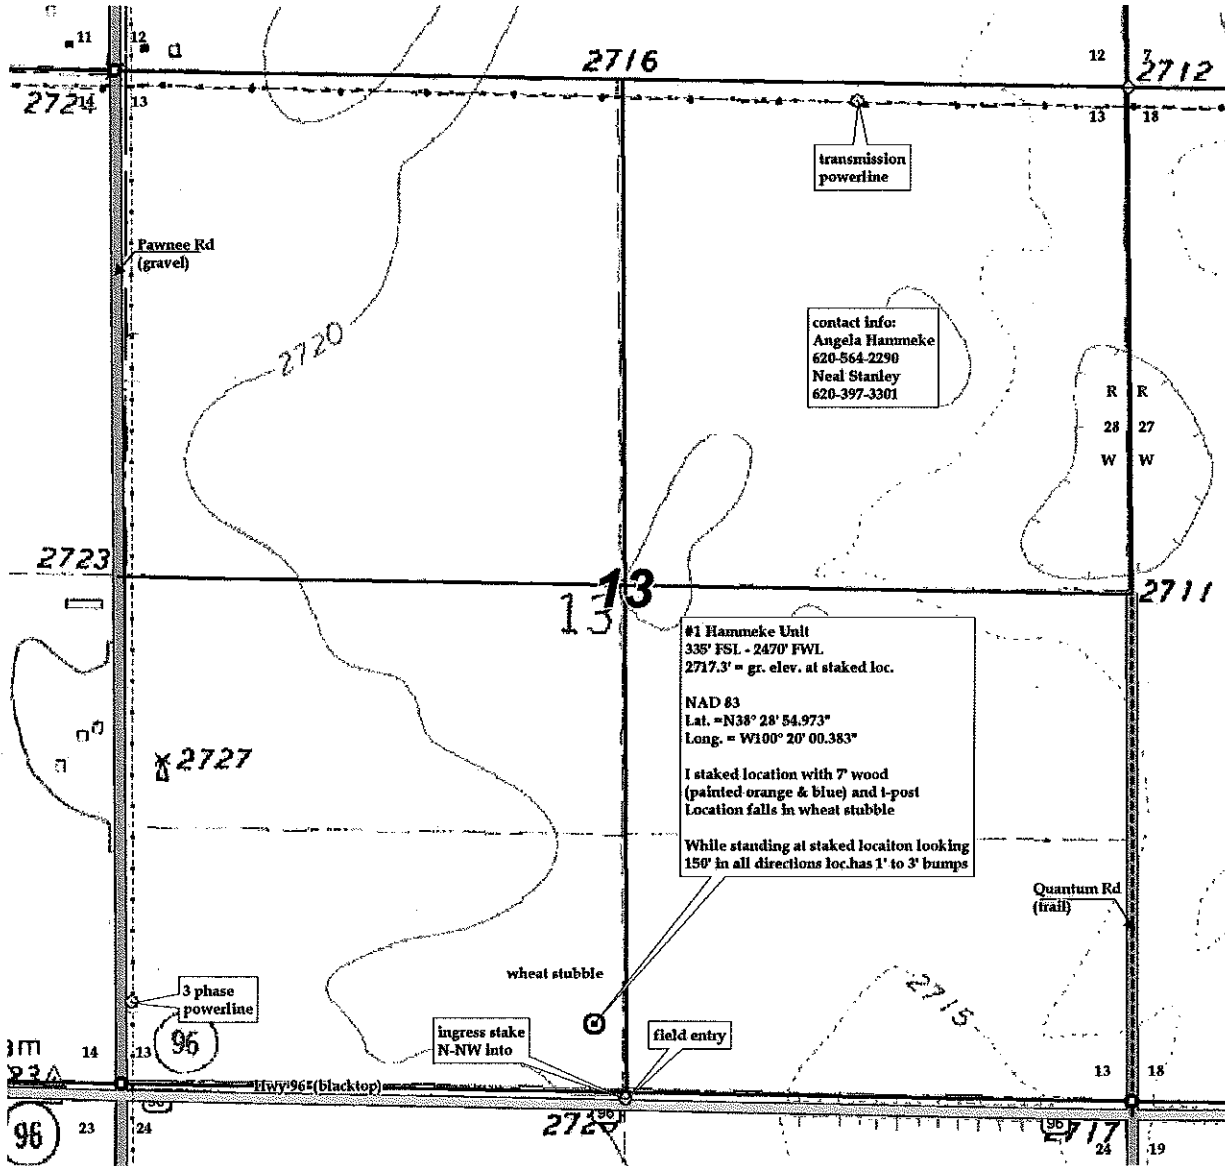 11
12
2716
12
7
2712
2724
14
13
13
18
transmission
powerline
Pawnee Rd
(gravel)
2720
contact info:
Angela Hammeke
620-564-2290
Neal Stanley
620-397-3301
R
R
28
27
W
W
2723
13
13
2711
#1 Hammeke Unit
335' FSL - 2470' FWL
2717.3' = gr. elev. at staked loc.
NAD 83
Lat. =N38° 28' 54.973"
Long. = W100° 20' 00.383"
I staked location with 7' wood
(painted orange & blue) and t-post
Location falls in wheat stubble
While standing at staked locaiton looking
150' in all directions loc.has 1' to 3' bumps
2727
Quantum Rd
(trail)
wheat stubble
3 phase
powerline
2715
96
ingress stake
N-NW into
field entry
14
13
13
18
Hwy 96 (blacktop)
96
23
24
272
96
96
2717
24
19